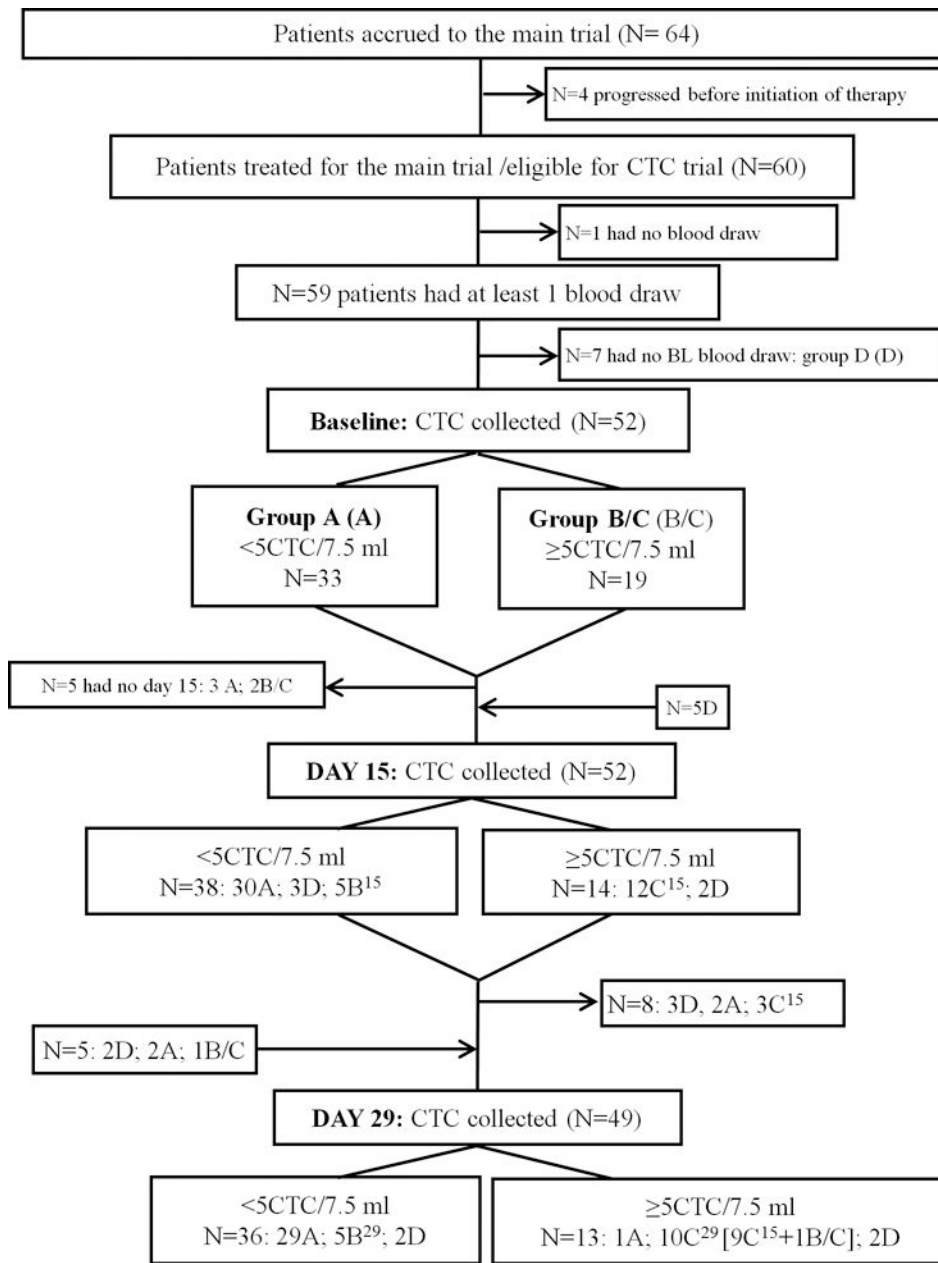 Patients accrued to the main trial (N= 64)
N=4 progressed before initiation of therapy
Patients treated for the main trial /eligible for CTC trial (N=60)
N=1 had no blood draw
N=59 patients had at least 1 blood draw
N=7 had no BL blood draw: group D (D)
Baseline: CTC collected (N=52)
Group A (A)
<5CTC/7.5 ml
N=33
Group B/C (B/C)
≥5CTC/7.5 ml
N=19
N=5 had no day 15: 3 A; 2B/C
N=5D
DAY 15: CTC collected (N=52)
<5CTC/7.5 ml
N=38: 30A; 3D; 5B¹⁵
≥5CTC/7.5 ml
N=14: 12C¹⁵; 2D
N=8: 3D, 2A; 3C¹⁵
N=5: 2D; 2A; 1B/C
DAY 29: CTC collected (N=49)
<5CTC/7.5 ml
N=36: 29A; 5B²⁹; 2D
≥5CTC/7.5 ml
N=13: 1A; 10C²⁹ [9C¹⁵+1B/C]; 2D